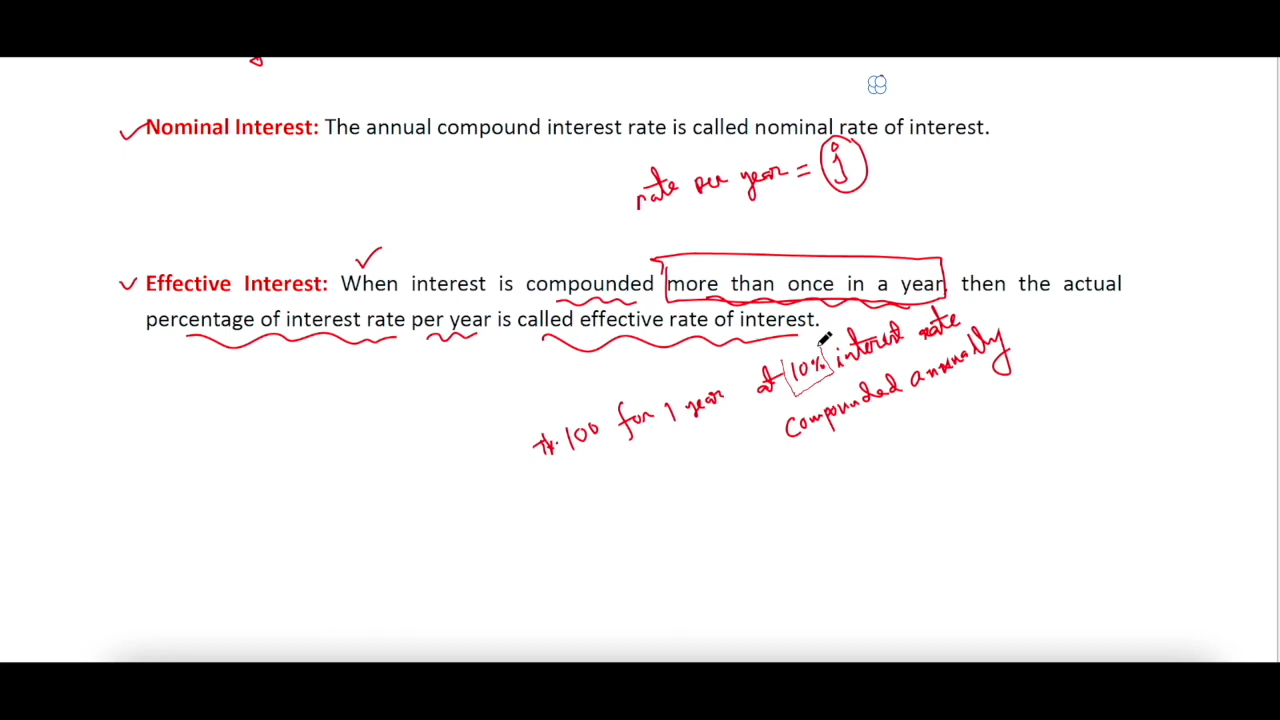 Nominal Interest: The annual compound interest rate is called nominal rate of interest.
rate per year = j
Effective Interest: When interest is compounded more than once in a year, then the actual
percentage of interest rate per year is called effective rate of interest.
Tk. 100 for 1 year at 10% interest rate
compounded annually